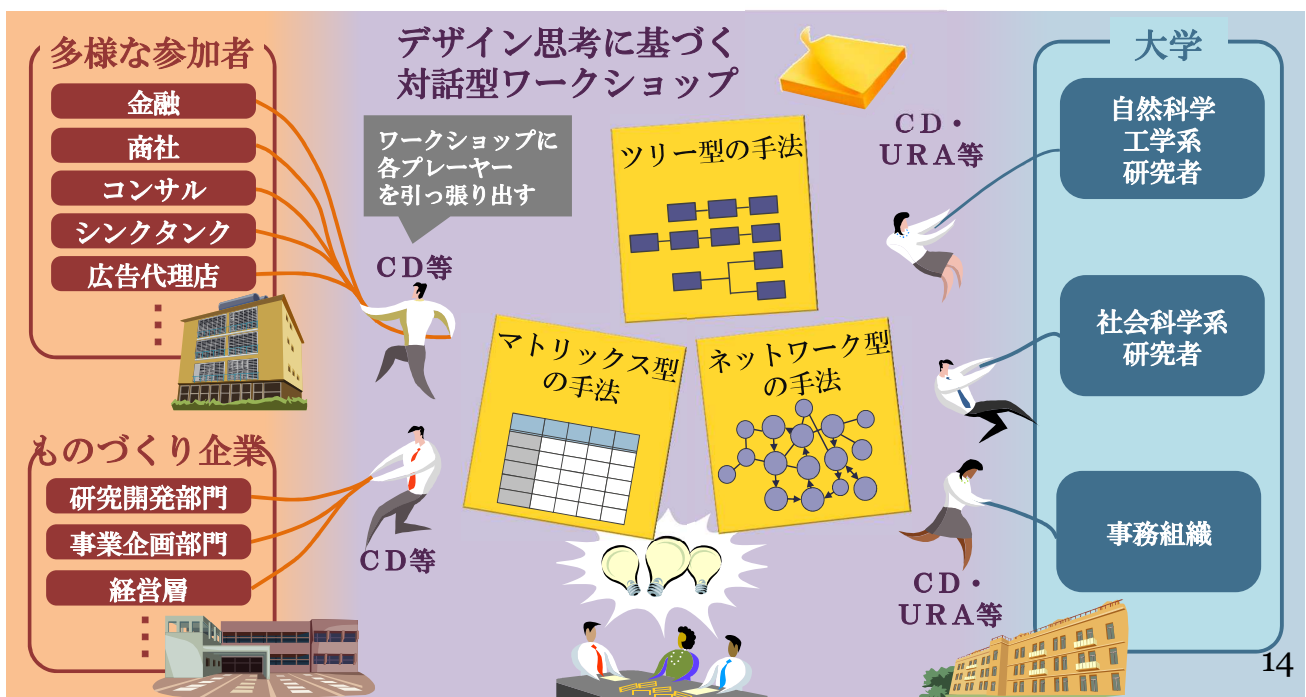 多様な参加者
金融
商社
コンサル
シンクタンク
広告代理店
ものづくり企業
研究開発部門
事業企画部門
経営層
デザイン思考に基づく
対話型ワークショップ
ワークショップに
各プレーヤー
を引っ張り出す
CD等
CD等
ツリー型の手法
マトリックス型
の手法
ネットワーク型
の手法
CD・
URA等
CD・
URA等
大学
自然科学
工学系
研究者
社会科学系
研究者
事務組織
14